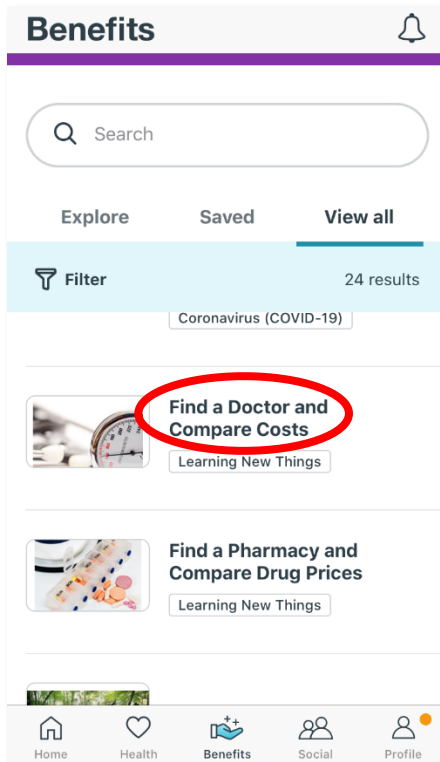 Benefits
Search
Explore Saved View all
Filter 24 results
Coronavirus (COVID-19)
Find a Doctor and
Compare Costs
Learning New Things
Find a Pharmacy and
Compare Drug Prices
Learning New Things
Home Health Benefits Social Profile